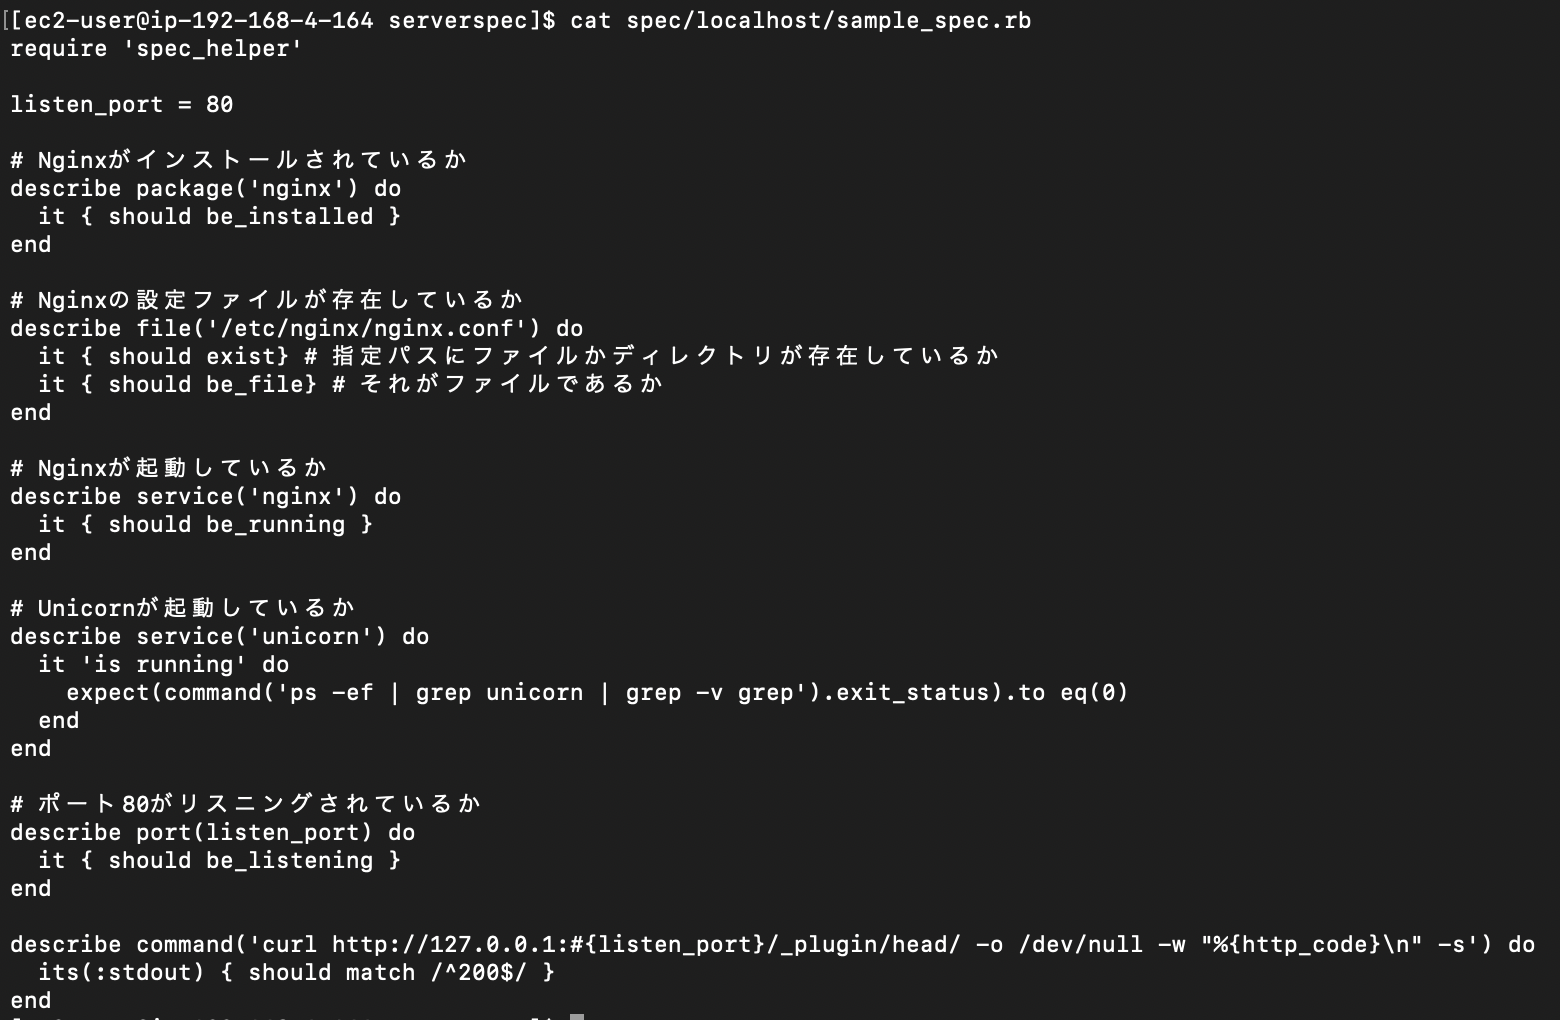 [[ec2-user@ip-192-168-4-164 serverspec]$ cat spec/localhost/sample_spec.rb
require 'spec_helper'
listen_port = 80
# Nginxがインストールされているか
describe package('nginx') do
  it { should be_installed }
end
# Nginxの設定ファイルが存在しているか
describe file('/etc/nginx/nginx.conf') do
  it { should exist} # 指定パスにファイルかディレクトリが存在しているか
  it { should be_file} # それがファイルであるか
end
# Nginxが起動しているか
describe service('nginx') do
  it { should be_running }
end
# Unicornが起動しているか
describe service('unicorn') do
  it 'is running' do
    expect(command('ps -ef | grep unicorn | grep -v grep').exit_status).to eq(0)
  end
end
# ポート80がリスニングされているか
describe port(listen_port) do
  it { should be_listening }
end
describe command('curl http://127.0.0.1:#{listen_port}/_plugin/head/ -o /dev/null -w "%{http_code}\n" -s') do
  its(:stdout) { should match /^200$/ }
end